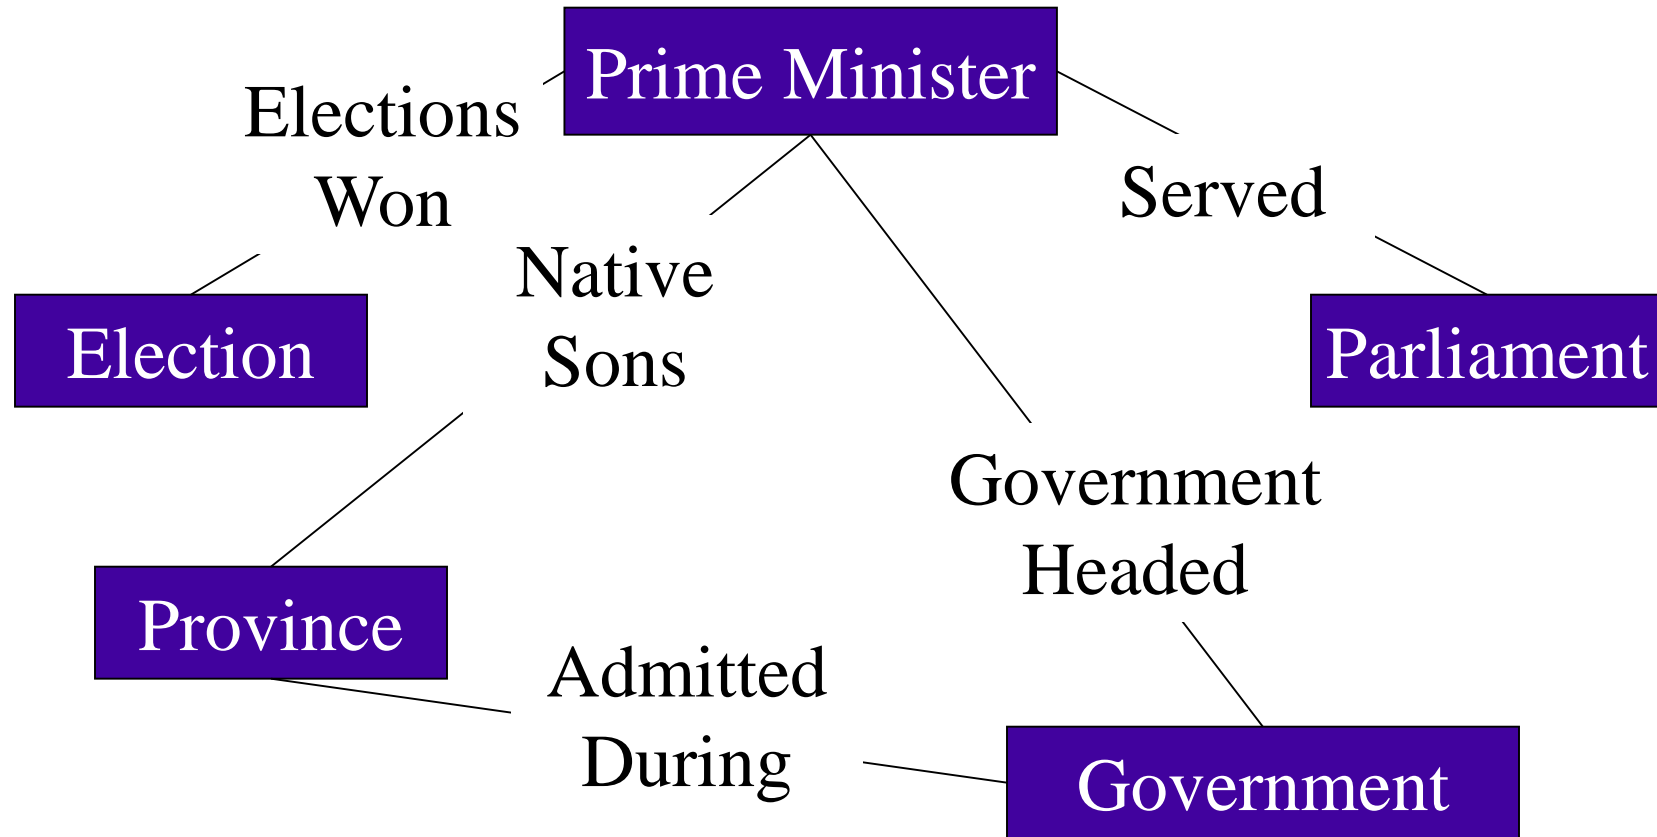 Prime Minister
Elections
Won
Served
Native
Sons
Election
Parliament
Government
Headed
Province
Admitted
During
Government